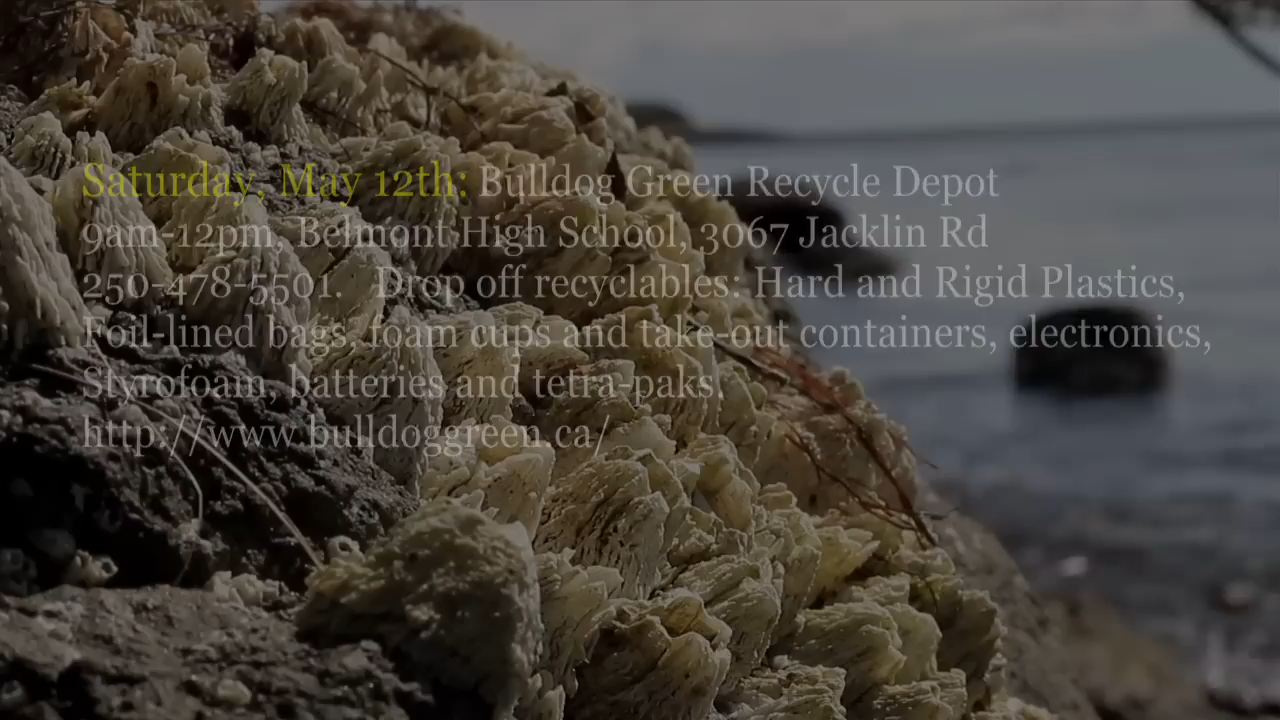 Saturday, May 12th: Bulldog Green Recycle Depot
9am-12pm, Belmont High School, 3067 Jacklin Rd
250-478-5501.   Drop off recyclables: Hard and Rigid Plastics,
Foil-lined bags, foam cups and take-out containers, electronics,
Styrofoam, batteries and tetra-paks.
http://www.bulldoggreen.ca/